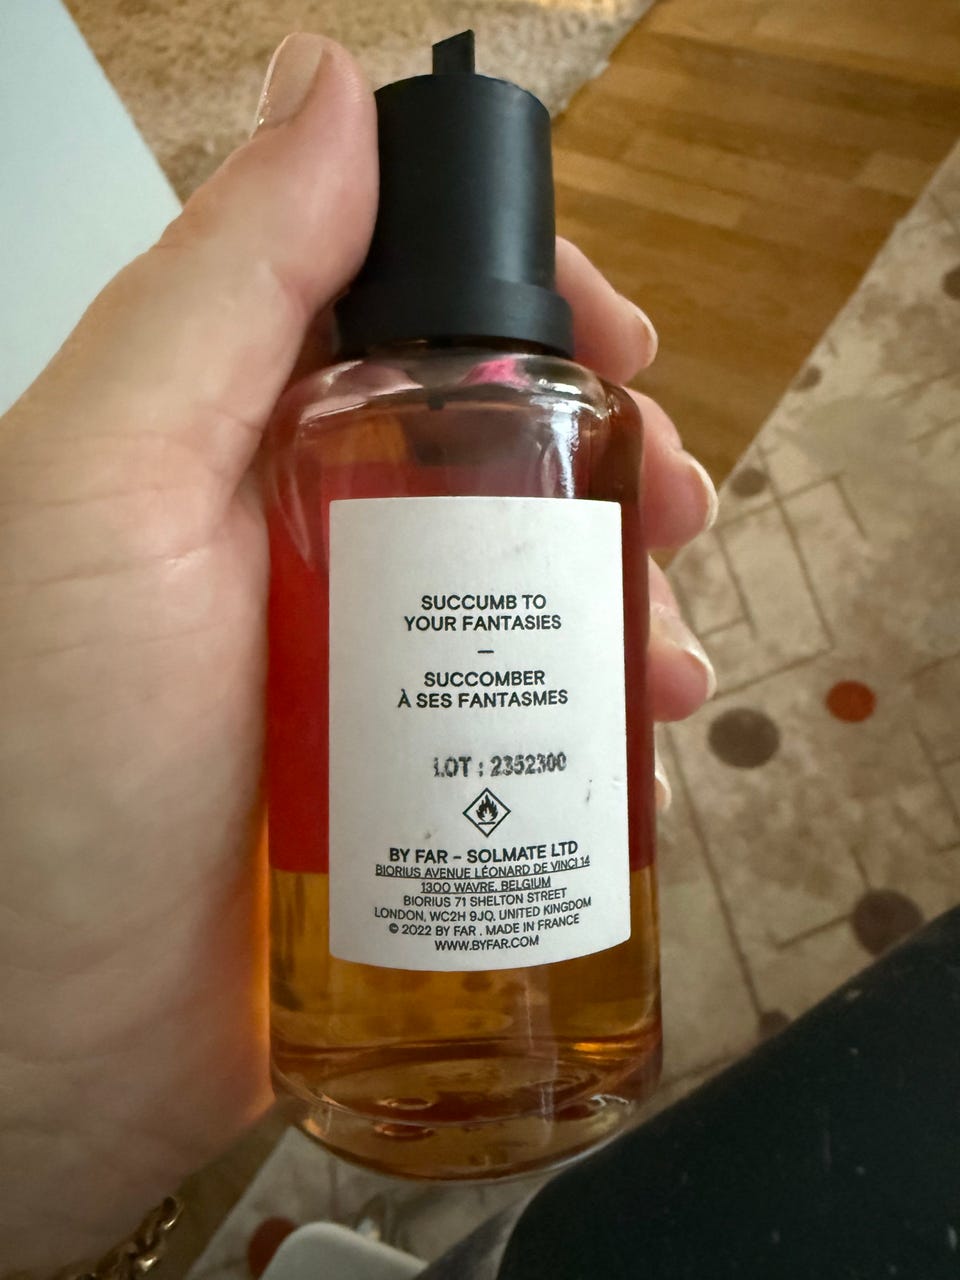 SUCCUMB TO
YOUR FANTASIES
–
SUCCOMBER
À SES FANTASMES
LOT : 2352300
BY FAR – SOLMATE LTD
BIORIUS AVENUE LÉONARD DE VINCI 14
1300 WAVRE, BELGIUM
BIORIUS 71 SHELTON STREET
LONDON, WC2H 9JQ, UNITED KINGDOM
© 2022 BY FAR . MADE IN FRANCE
WWW.BYFAR.COM